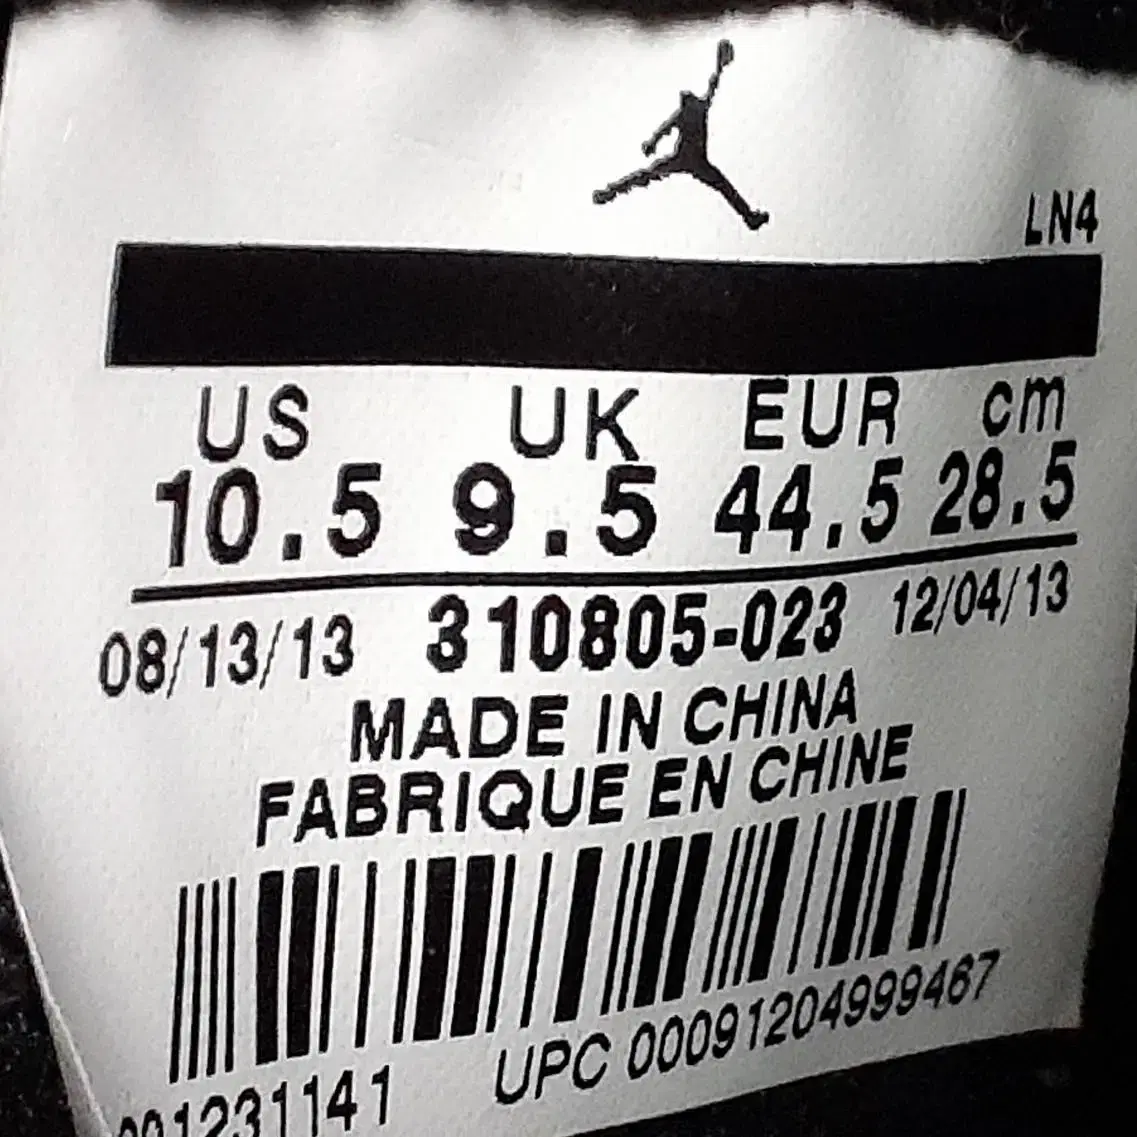 LN4
US UK EUR cm
10.5 9.5 44.5 28.5
08/13/13 310805-023 12/04/13
MADE IN CHINA
FABRIQUE EN CHINE
UPC 00091204999467
001231141